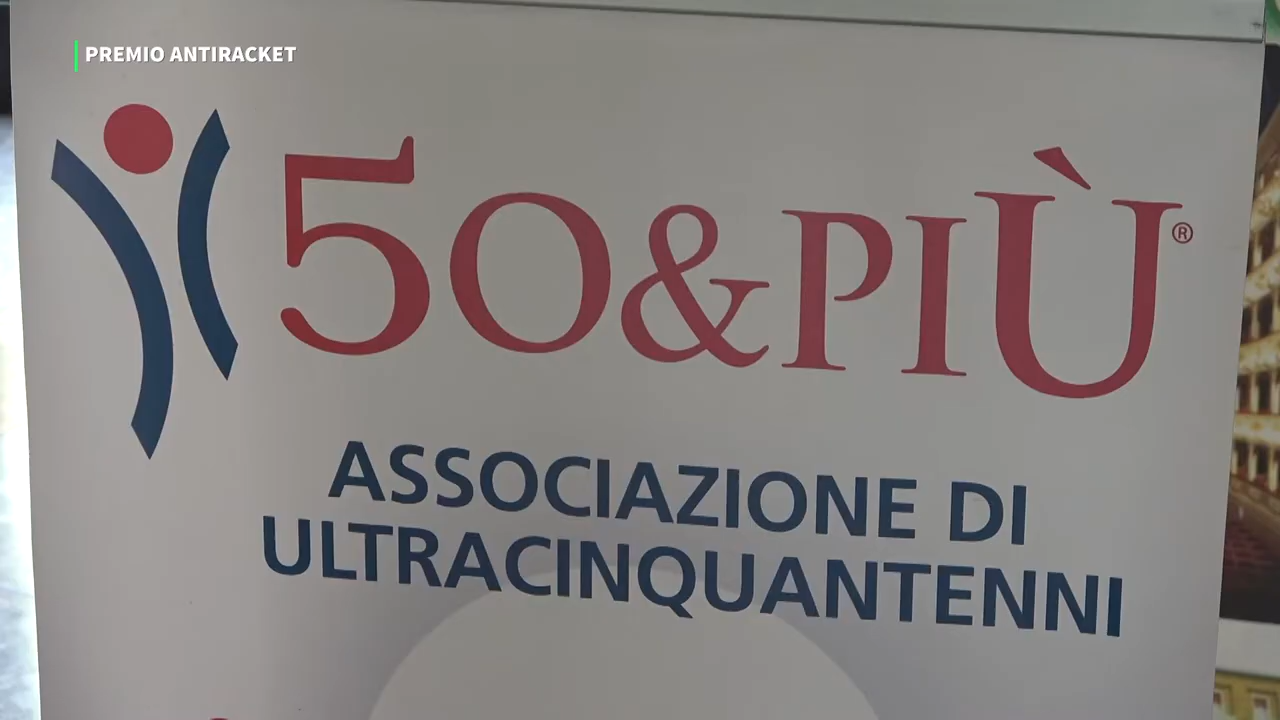 PREMIO ANTIRACKET
50&PIÙ®
ASSOCIAZIONE DI
ULTRACINQUANTENNI